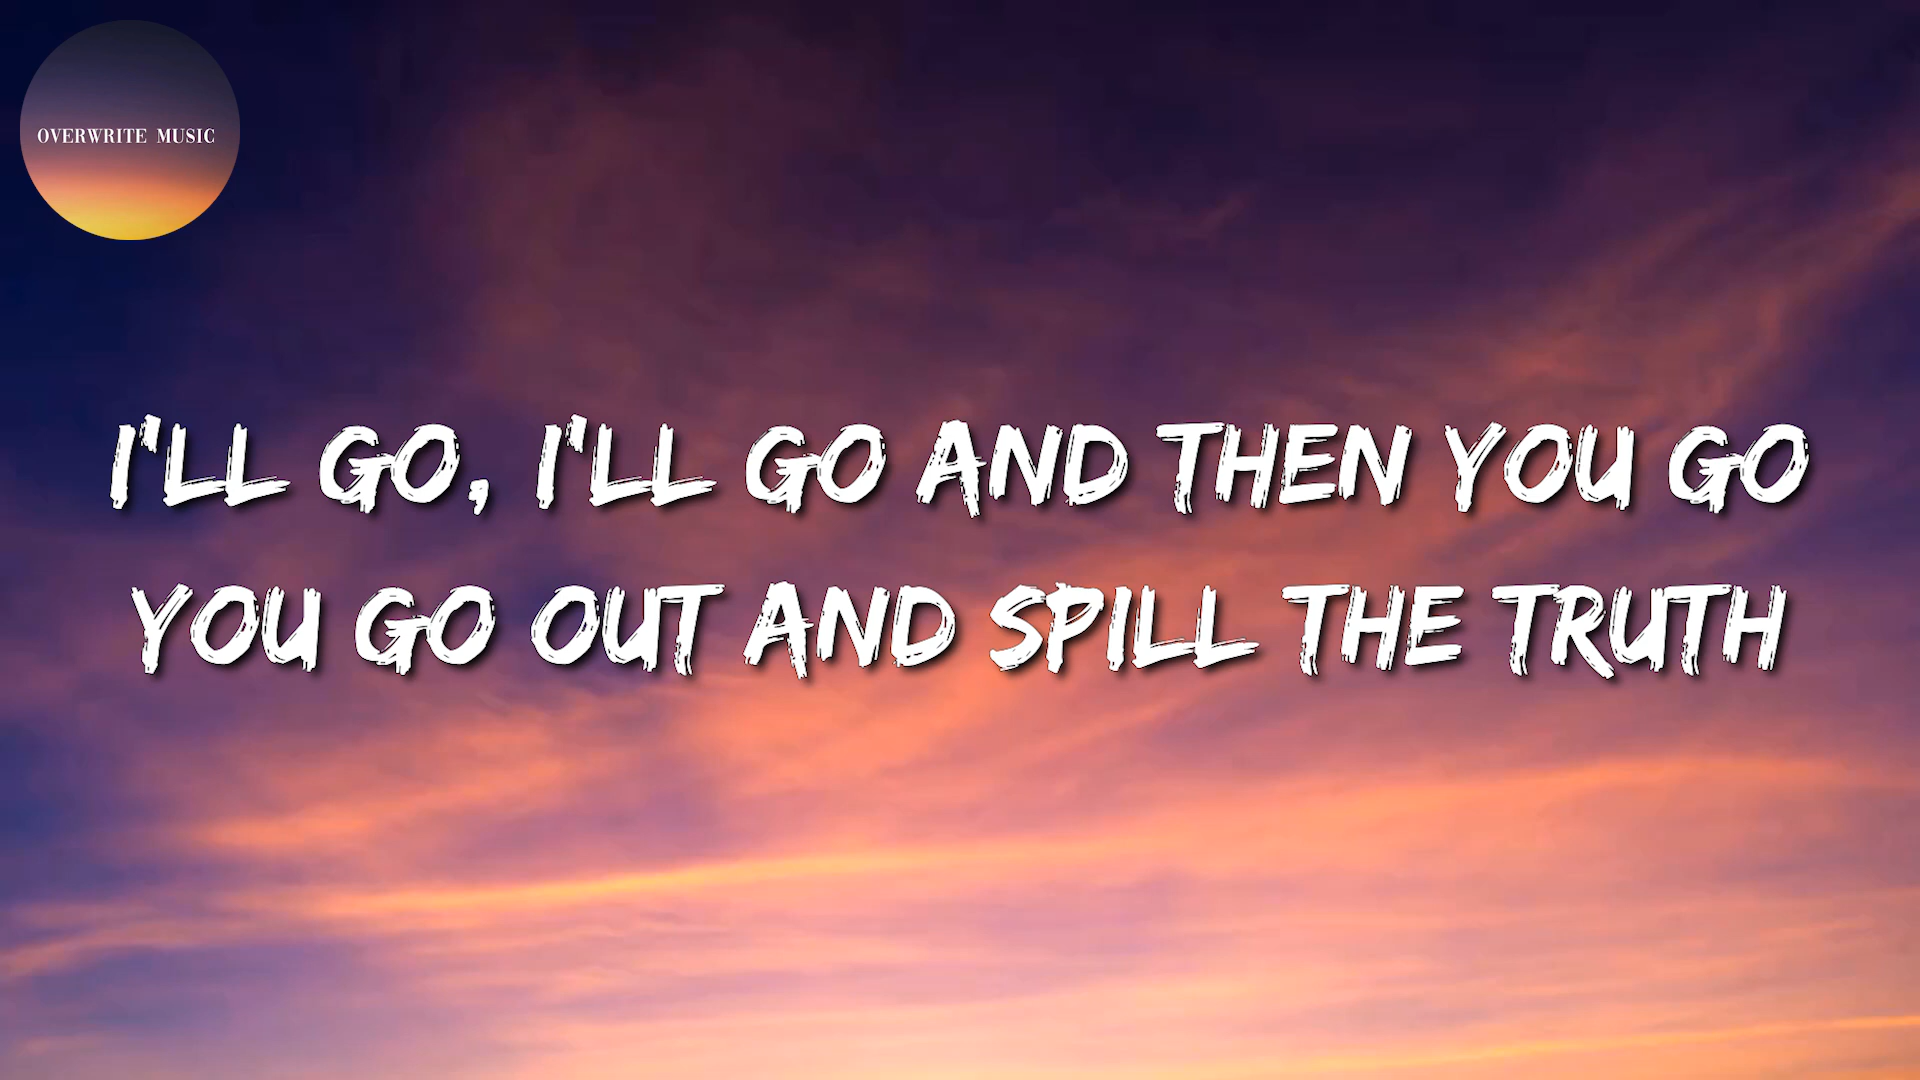 OVERWRITE MUSIC
I'LL GO, I'LL GO AND THEN YOU GO
YOU GO OUT AND SPILL THE TRUTH